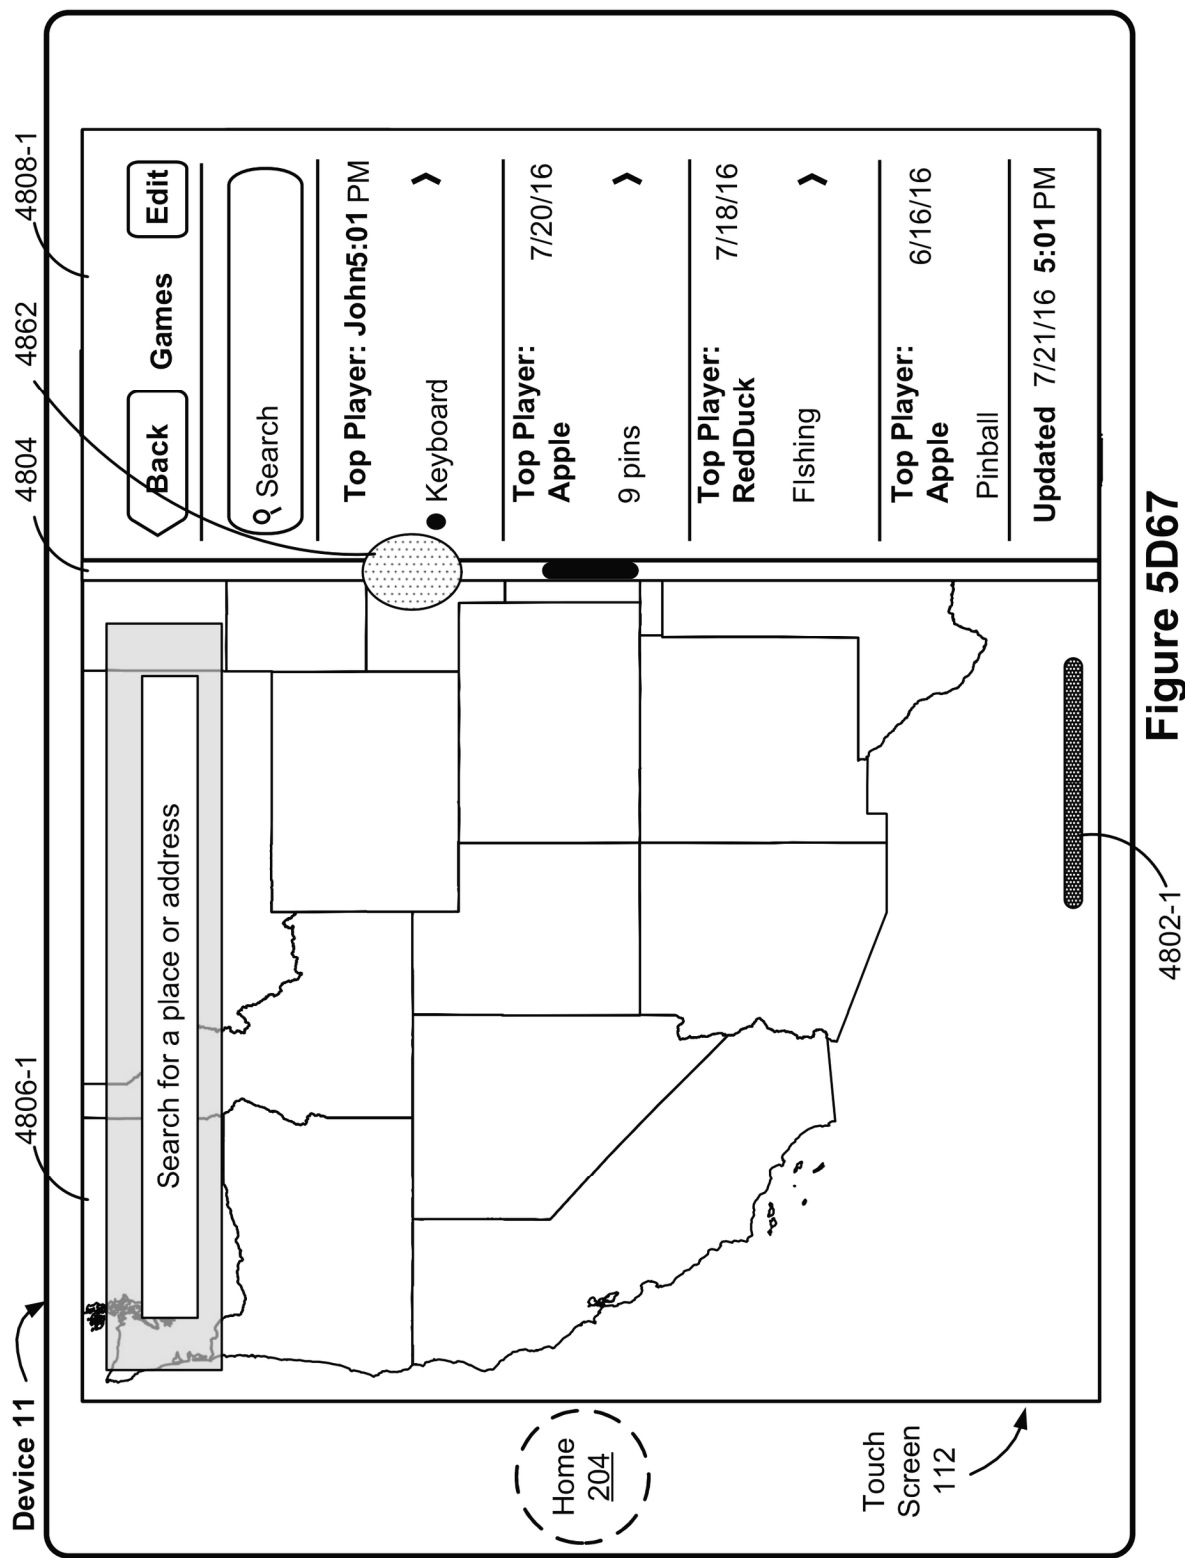 Device 11
4806-1
4804
4862
4808-1
Search for a place or address
Back
Games
Edit
Search
Top Player: John5:01 PM
Keyboard
Top Player:
Apple
7/20/16
9 pins
Top Player:
RedDuck
7/18/16
FIshing
Top Player:
Apple
6/16/16
Pinball
Updated 7/21/16 5:01 PM
Home
204
Touch
Screen
112
4802-1
Figure 5D67